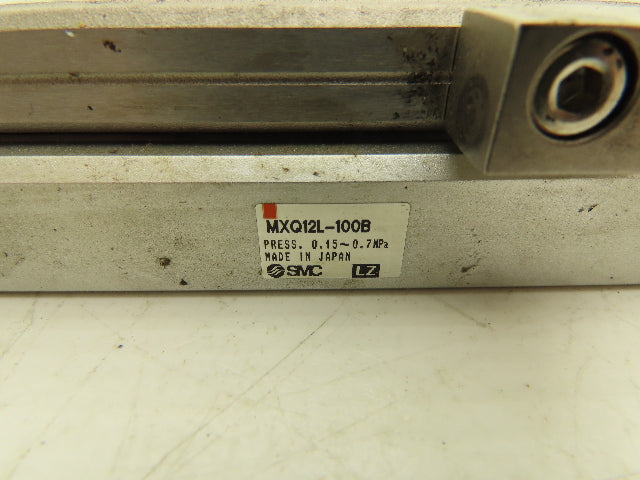 MXQ12L-100B
PRESS. 0.15~0.7MPa
MADE IN JAPAN
SMC LZ